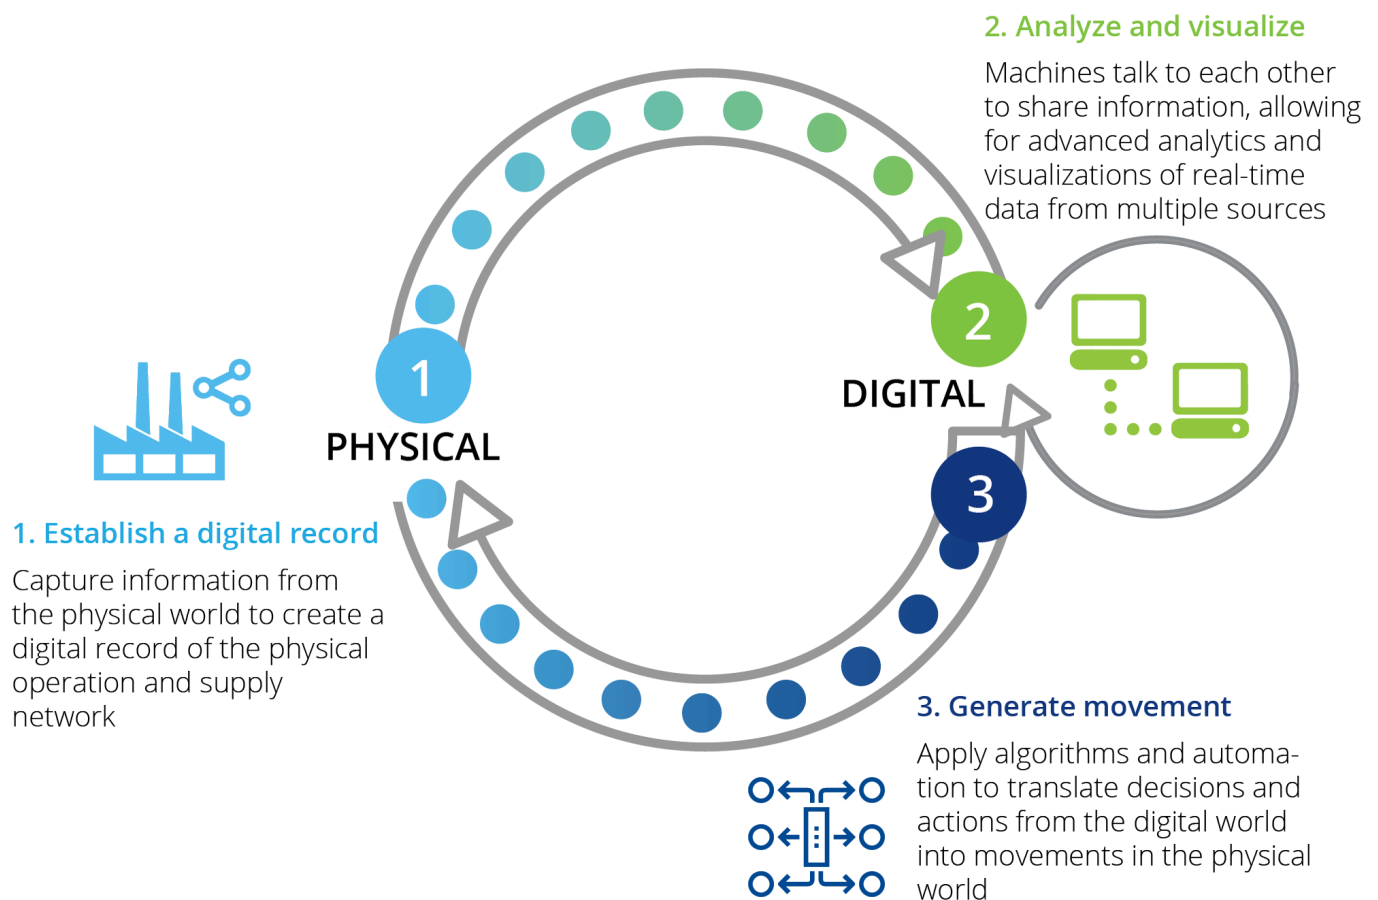 2. Analyze and visualize
Machines talk to each other
to share information, allowing
for advanced analytics and
visualizations of real-time
data from multiple sources
1
2
PHYSICAL
DIGITAL
3
1. Establish a digital record
Capture information from
the physical world to create a
digital record of the physical
operation and supply
network
3. Generate movement
Apply algorithms and automa-
tion to translate decisions and
actions from the digital world
into movements in the physical
world